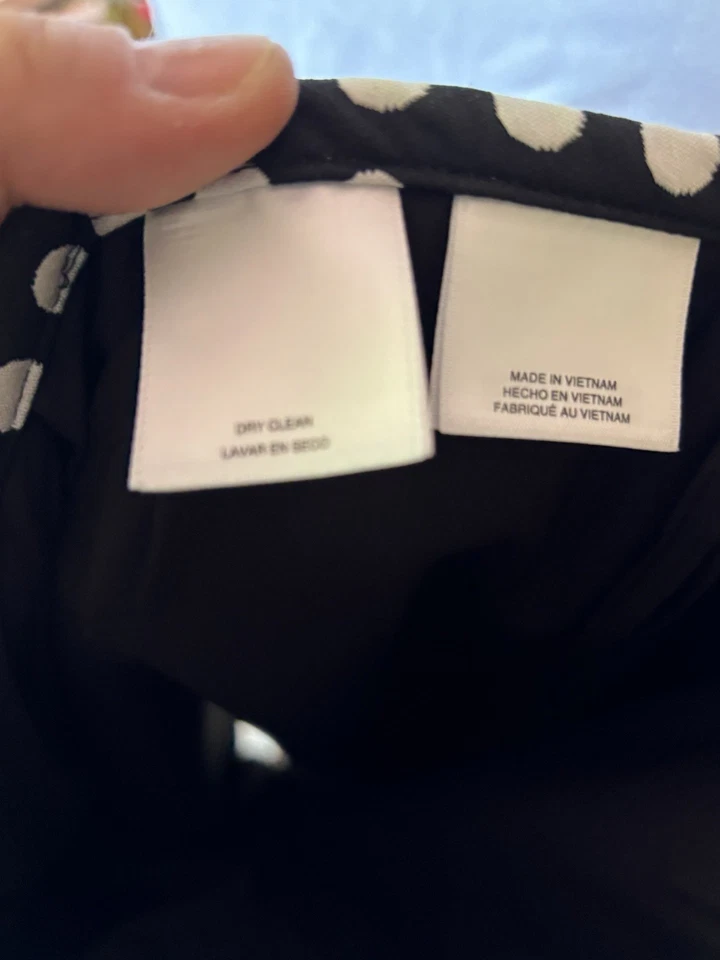 DRY CLEAN
LAVAR EN SECO
MADE IN VIETNAM
HECHO EN VIETNAM
FABRIQUÉ AU VIETNAM